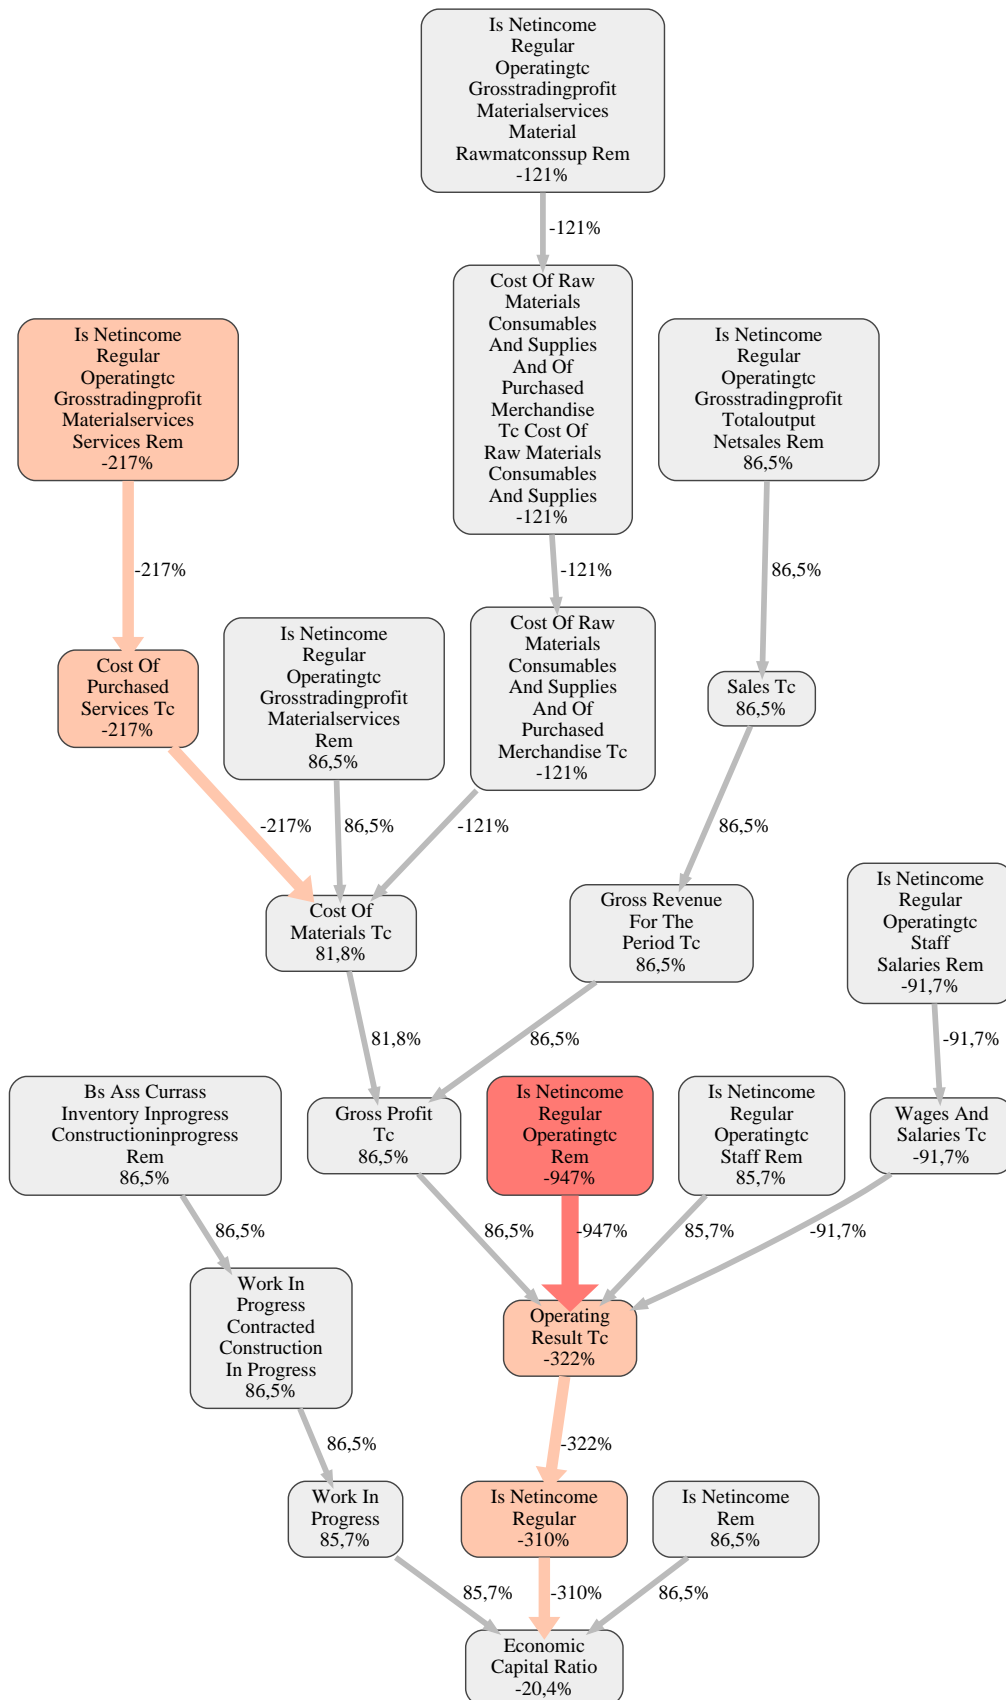 Is Netincome
Regular
Operatingtc
Grosstradingprofit
Materialservices
Material
Rawmatconssup Rem
-121%
-121%
Cost Of Raw
Materials
Consumables
And Supplies
And Of
Purchased
Merchandise
Tc Cost Of
Raw Materials
Consumables
And Supplies
-121%
Is Netincome
Regular
Operatingtc
Grosstradingprofit
Materialservices
Services Rem
-217%
Is Netincome
Regular
Operatingtc
Grosstradingprofit
Totaloutput
Netsales Rem
86,5%
-217%
-121%
86,5%
Cost Of
Purchased
Services Tc
-217%
Is Netincome
Regular
Operatingtc
Grosstradingprofit
Materialservices
Rem
86,5%
Cost Of Raw
Materials
Consumables
And Supplies
And Of
Purchased
Merchandise Tc
-121%
Sales Tc
86,5%
-217%
86,5%
-121%
86,5%
Cost Of
Materials Tc
81,8%
Gross Revenue
For The
Period Tc
86,5%
Is Netincome
Regular
Operatingtc
Staff
Salaries Rem
-91,7%
81,8%
86,5%
-91,7%
Bs Ass Currass
Inventory Inprogress
Constructioninprogress
Rem
86,5%
Gross Profit
Tc
86,5%
Is Netincome
Regular
Operatingtc
Rem
-947%
Is Netincome
Regular
Operatingtc
Staff Rem
85,7%
Wages And
Salaries Tc
-91,7%
86,5%
86,5%
-947%
85,7%
-91,7%
Work In
Progress
Contracted
Construction
In Progress
86,5%
Operating
Result Tc
-322%
86,5%
-322%
Work In
Progress
85,7%
Is Netincome
Regular
-310%
Is Netincome
Rem
86,5%
85,7%
-310%
86,5%
Economic
Capital Ratio
-20,4%